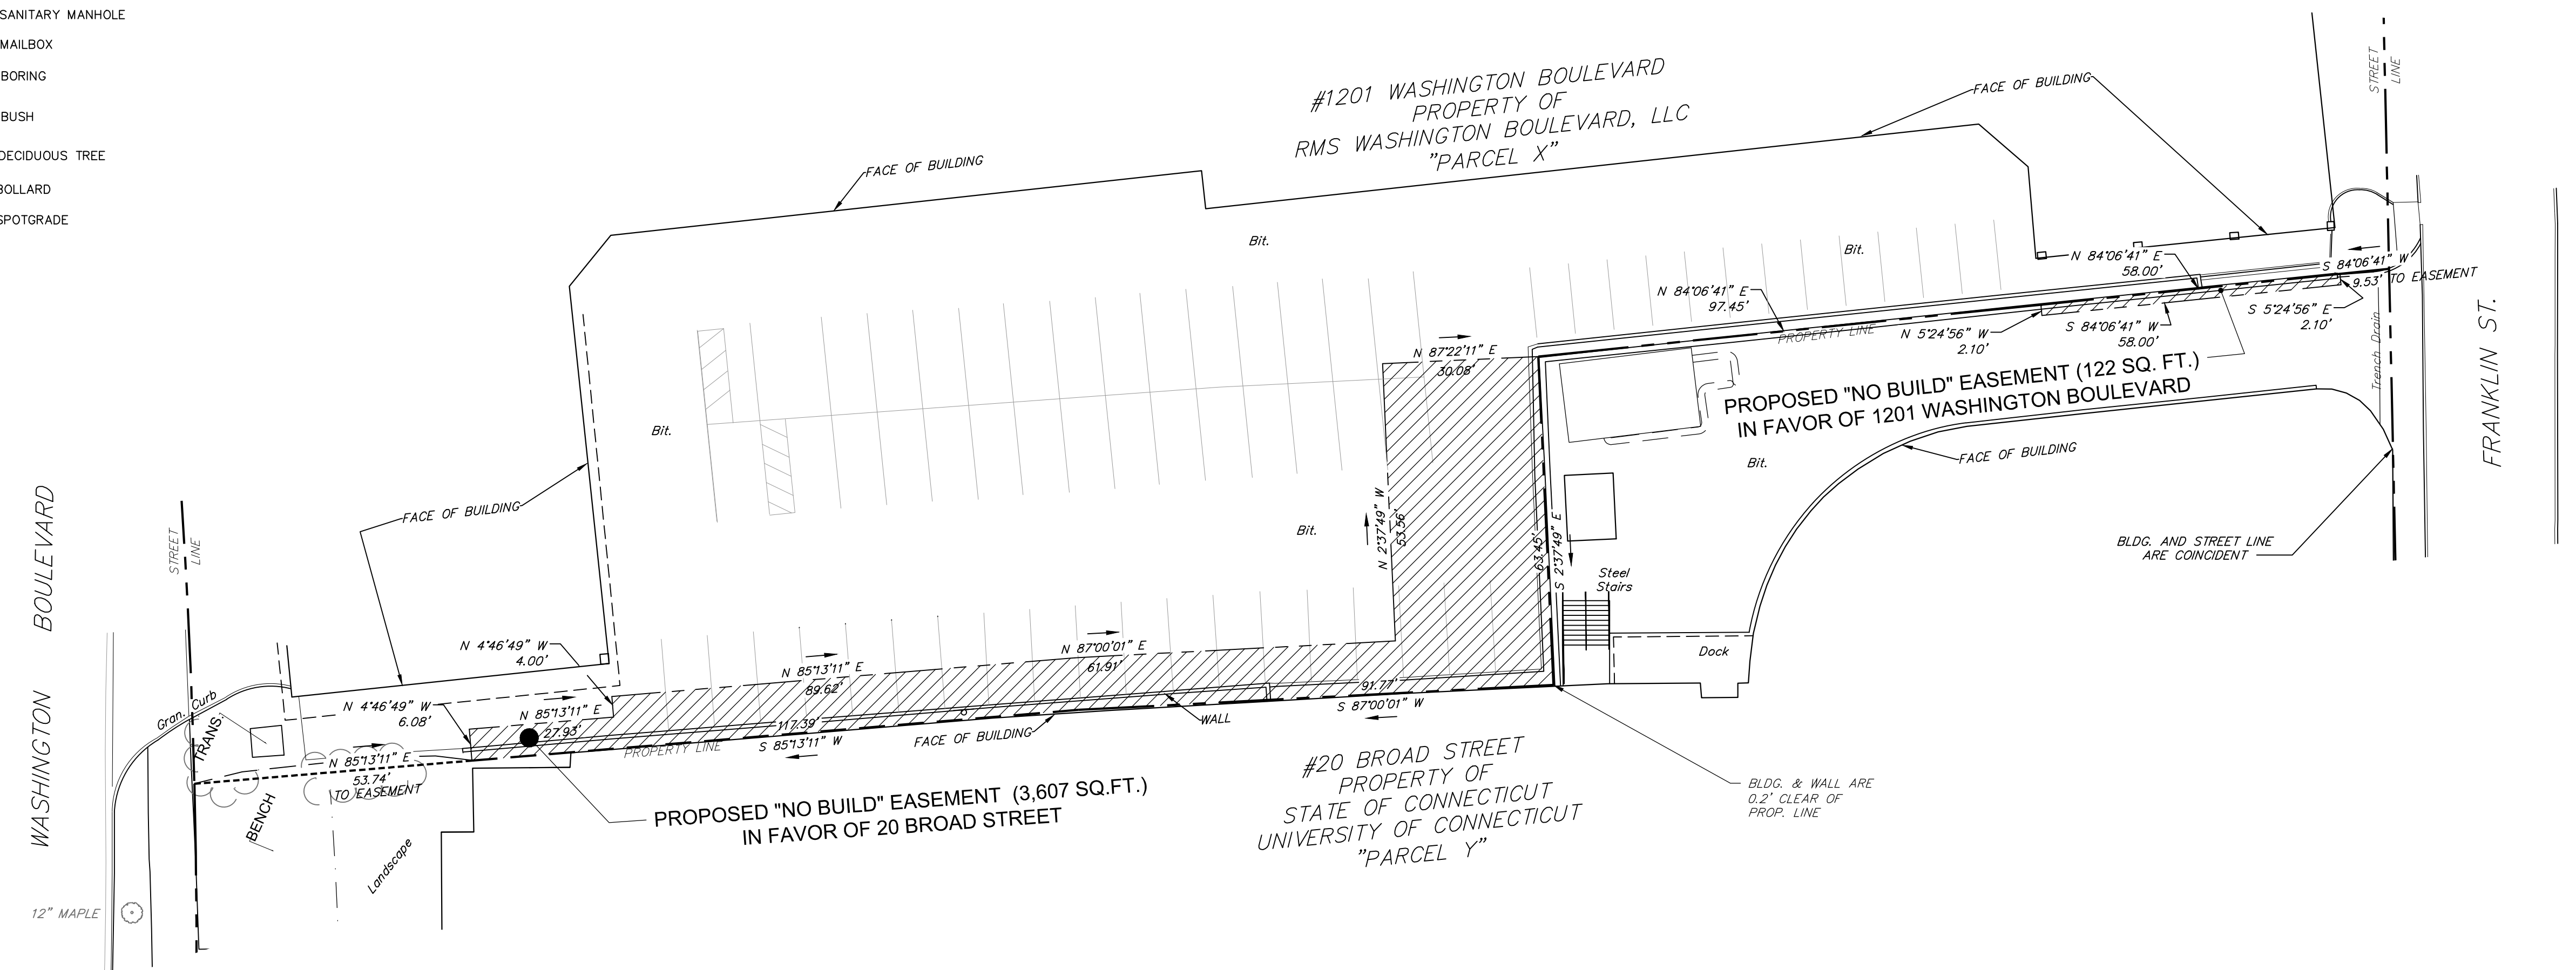 SANITARY MANHOLE
MAILBOX
BORING
BUSH
DECIDUOUS TREE
BOLLARD
SPOTGRADE
#1201 WASHINGTON BOULEVARD
PROPERTY OF
RMS WASHINGTON BOULEVARD, LLC
"PARCEL X"
FACE OF BUILDING
FACE OF BUILDING
STREET
LINE
Bit.
Bit.
N 84°06'41" E
58.00'
S 84°06'41" W
9.53' TO EASEMENT
N 84°06'41" E
97.45'
PROPERTY LINE
N 5°24'56" W
2.10'
S 84°06'41" W
58.00'
S 5°24'56" E
2.10'
Trench Drain
FRANKLIN ST.
N 87°22'11" E
30.08'
PROPOSED "NO BUILD" EASEMENT (122 SQ. FT.)
IN FAVOR OF 1201 WASHINGTON BOULEVARD
Bit.
Bit.
FACE OF BUILDING
FACE OF BUILDING
Bit.
N 2°37'49" W
53.56'
63.45'
S 2°37'49" E
BLDG. AND STREET LINE
ARE COINCIDENT
Steel
Stairs
Dock
WASHINGTON BOULEVARD
STREET
LINE
N 4°46'49" W
4.00'
N 85°13'11" E
89.62'
N 87°00'01" E
61.91'
91.77'
S 87°00'01" W
Gran. Curb
TRANS.
N 4°46'49" W
6.08'
N 85°13'11" E
27.93'
117.39'
S 85°13'11" W
PROPERTY LINE
FACE OF BUILDING
WALL
N 85°13'11" E
53.74'
TO EASEMENT
BENCH
Landscape
PROPOSED "NO BUILD" EASEMENT (3,607 SQ.FT.)
IN FAVOR OF 20 BROAD STREET
#20 BROAD STREET
PROPERTY OF
STATE OF CONNECTICUT
UNIVERSITY OF CONNECTICUT
"PARCEL Y"
BLDG. & WALL ARE
0.2' CLEAR OF
PROP. LINE
12" MAPLE